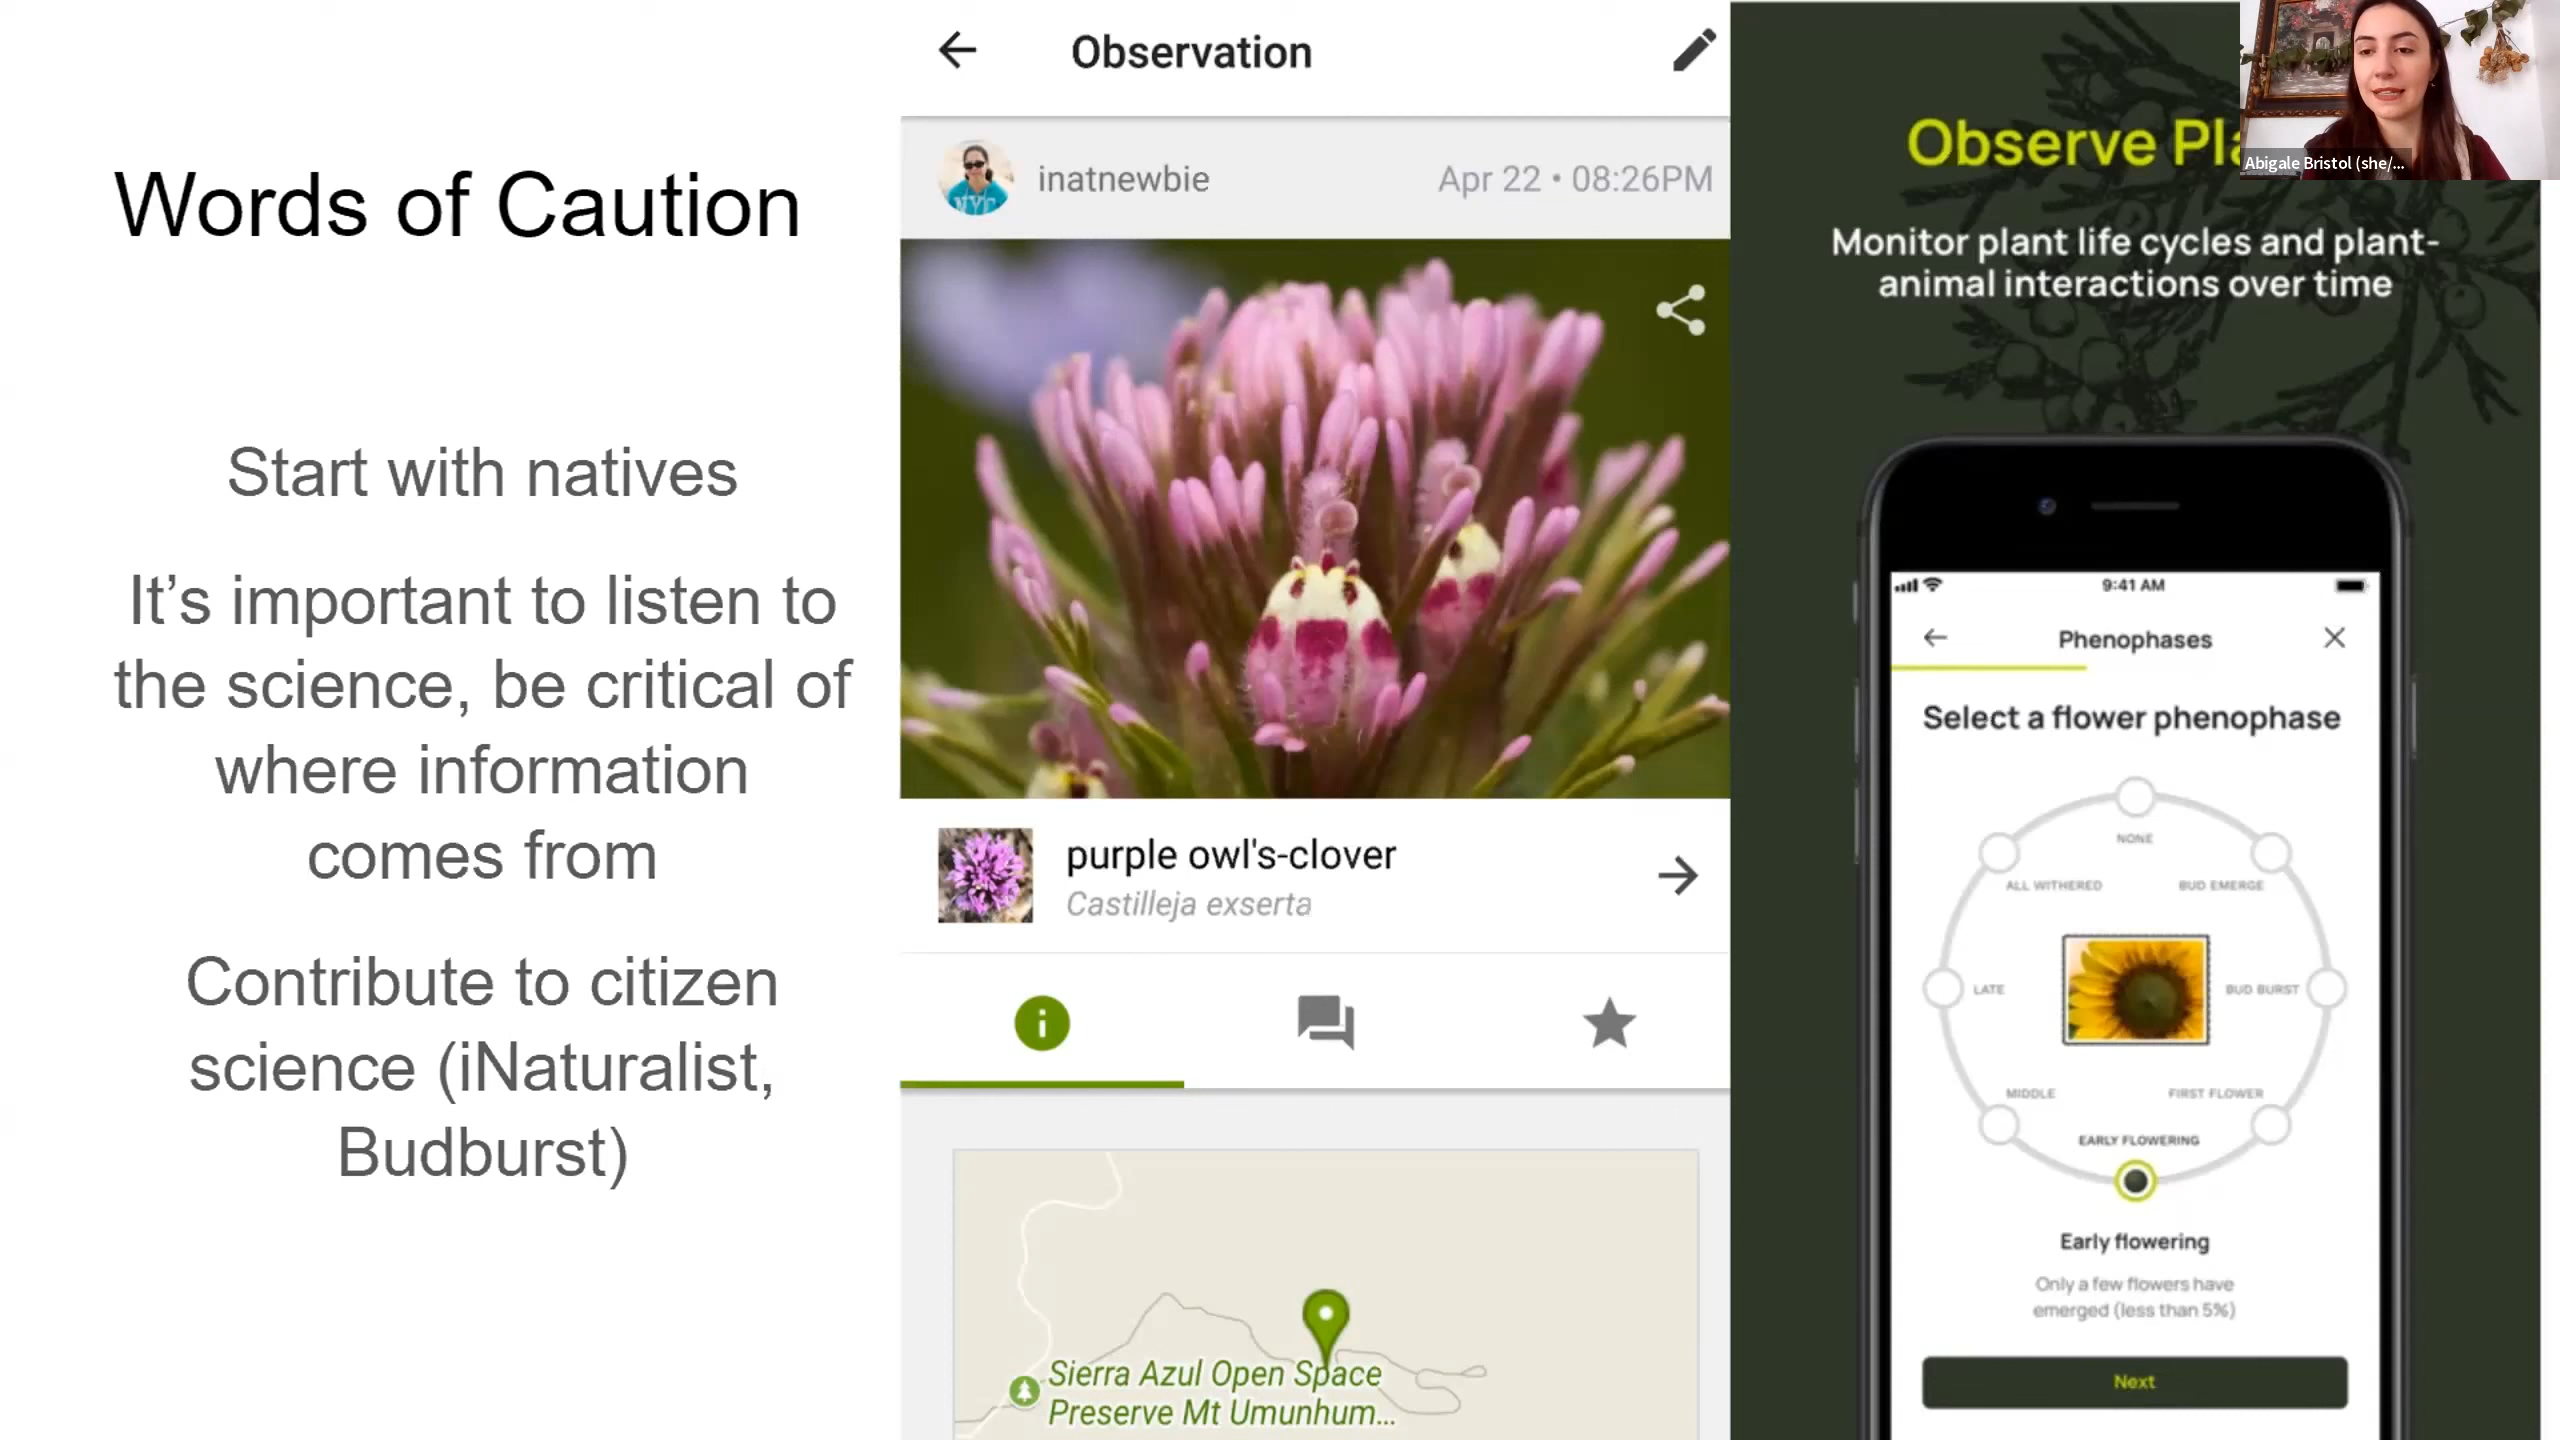 Words of Caution
Start with natives
It’s important to listen to
the science, be critical of
where information
comes from
Contribute to citizen
science (iNaturalist,
Budburst)
Observation
inatnewbie
Apr 22 • 08:26PM
NYC
purple owl's-clover
Castilleja exserta
i
Sierra Azul Open Space
Preserve Mt Umunhum...
Observe Pla
Monitor plant life cycles and plant-
animal interactions over time
9:41 AM
Phenophases
Select a flower phenophase
NONE
ALL WITHERED
BUD EMERGE
LATE
BUD BURST
MIDDLE
FIRST FLOWER
EARLY FLOWERING
Early flowering
Only a few flowers have
emerged (less than 5%)
Next
Abigale Bristol (she/...